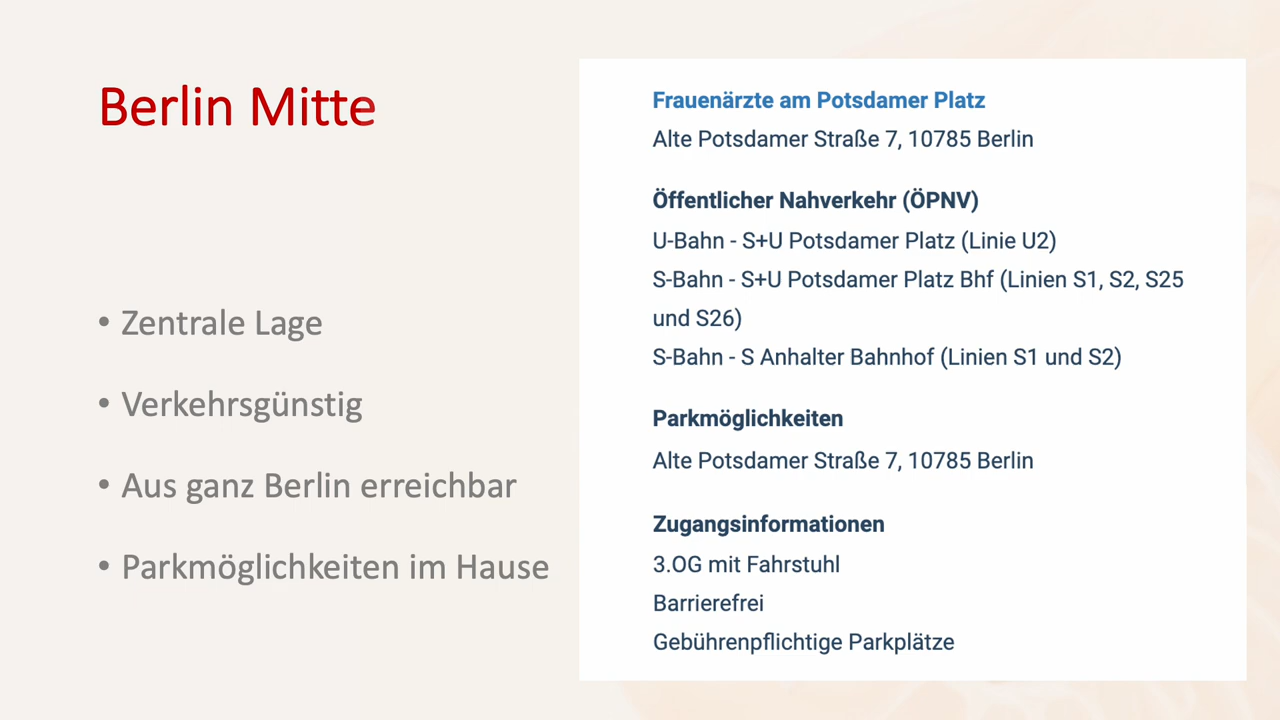 Berlin Mitte
• Zentrale Lage
• Verkehrsgünstig
• Aus ganz Berlin erreichbar
• Parkmöglichkeiten im Hause
Frauenärzte am Potsdamer Platz
Alte Potsdamer Straße 7, 10785 Berlin
Öffentlicher Nahverkehr (ÖPNV)
U-Bahn - S+U Potsdamer Platz (Linie U2)
S-Bahn - S+U Potsdamer Platz Bhf (Linien S1, S2, S25
und S26)
S-Bahn - S Anhalter Bahnhof (Linien S1 und S2)
Parkmöglichkeiten
Alte Potsdamer Straße 7, 10785 Berlin
Zugangsinformationen
3.OG mit Fahrstuhl
Barrierefrei
Gebührenpflichtige Parkplätze